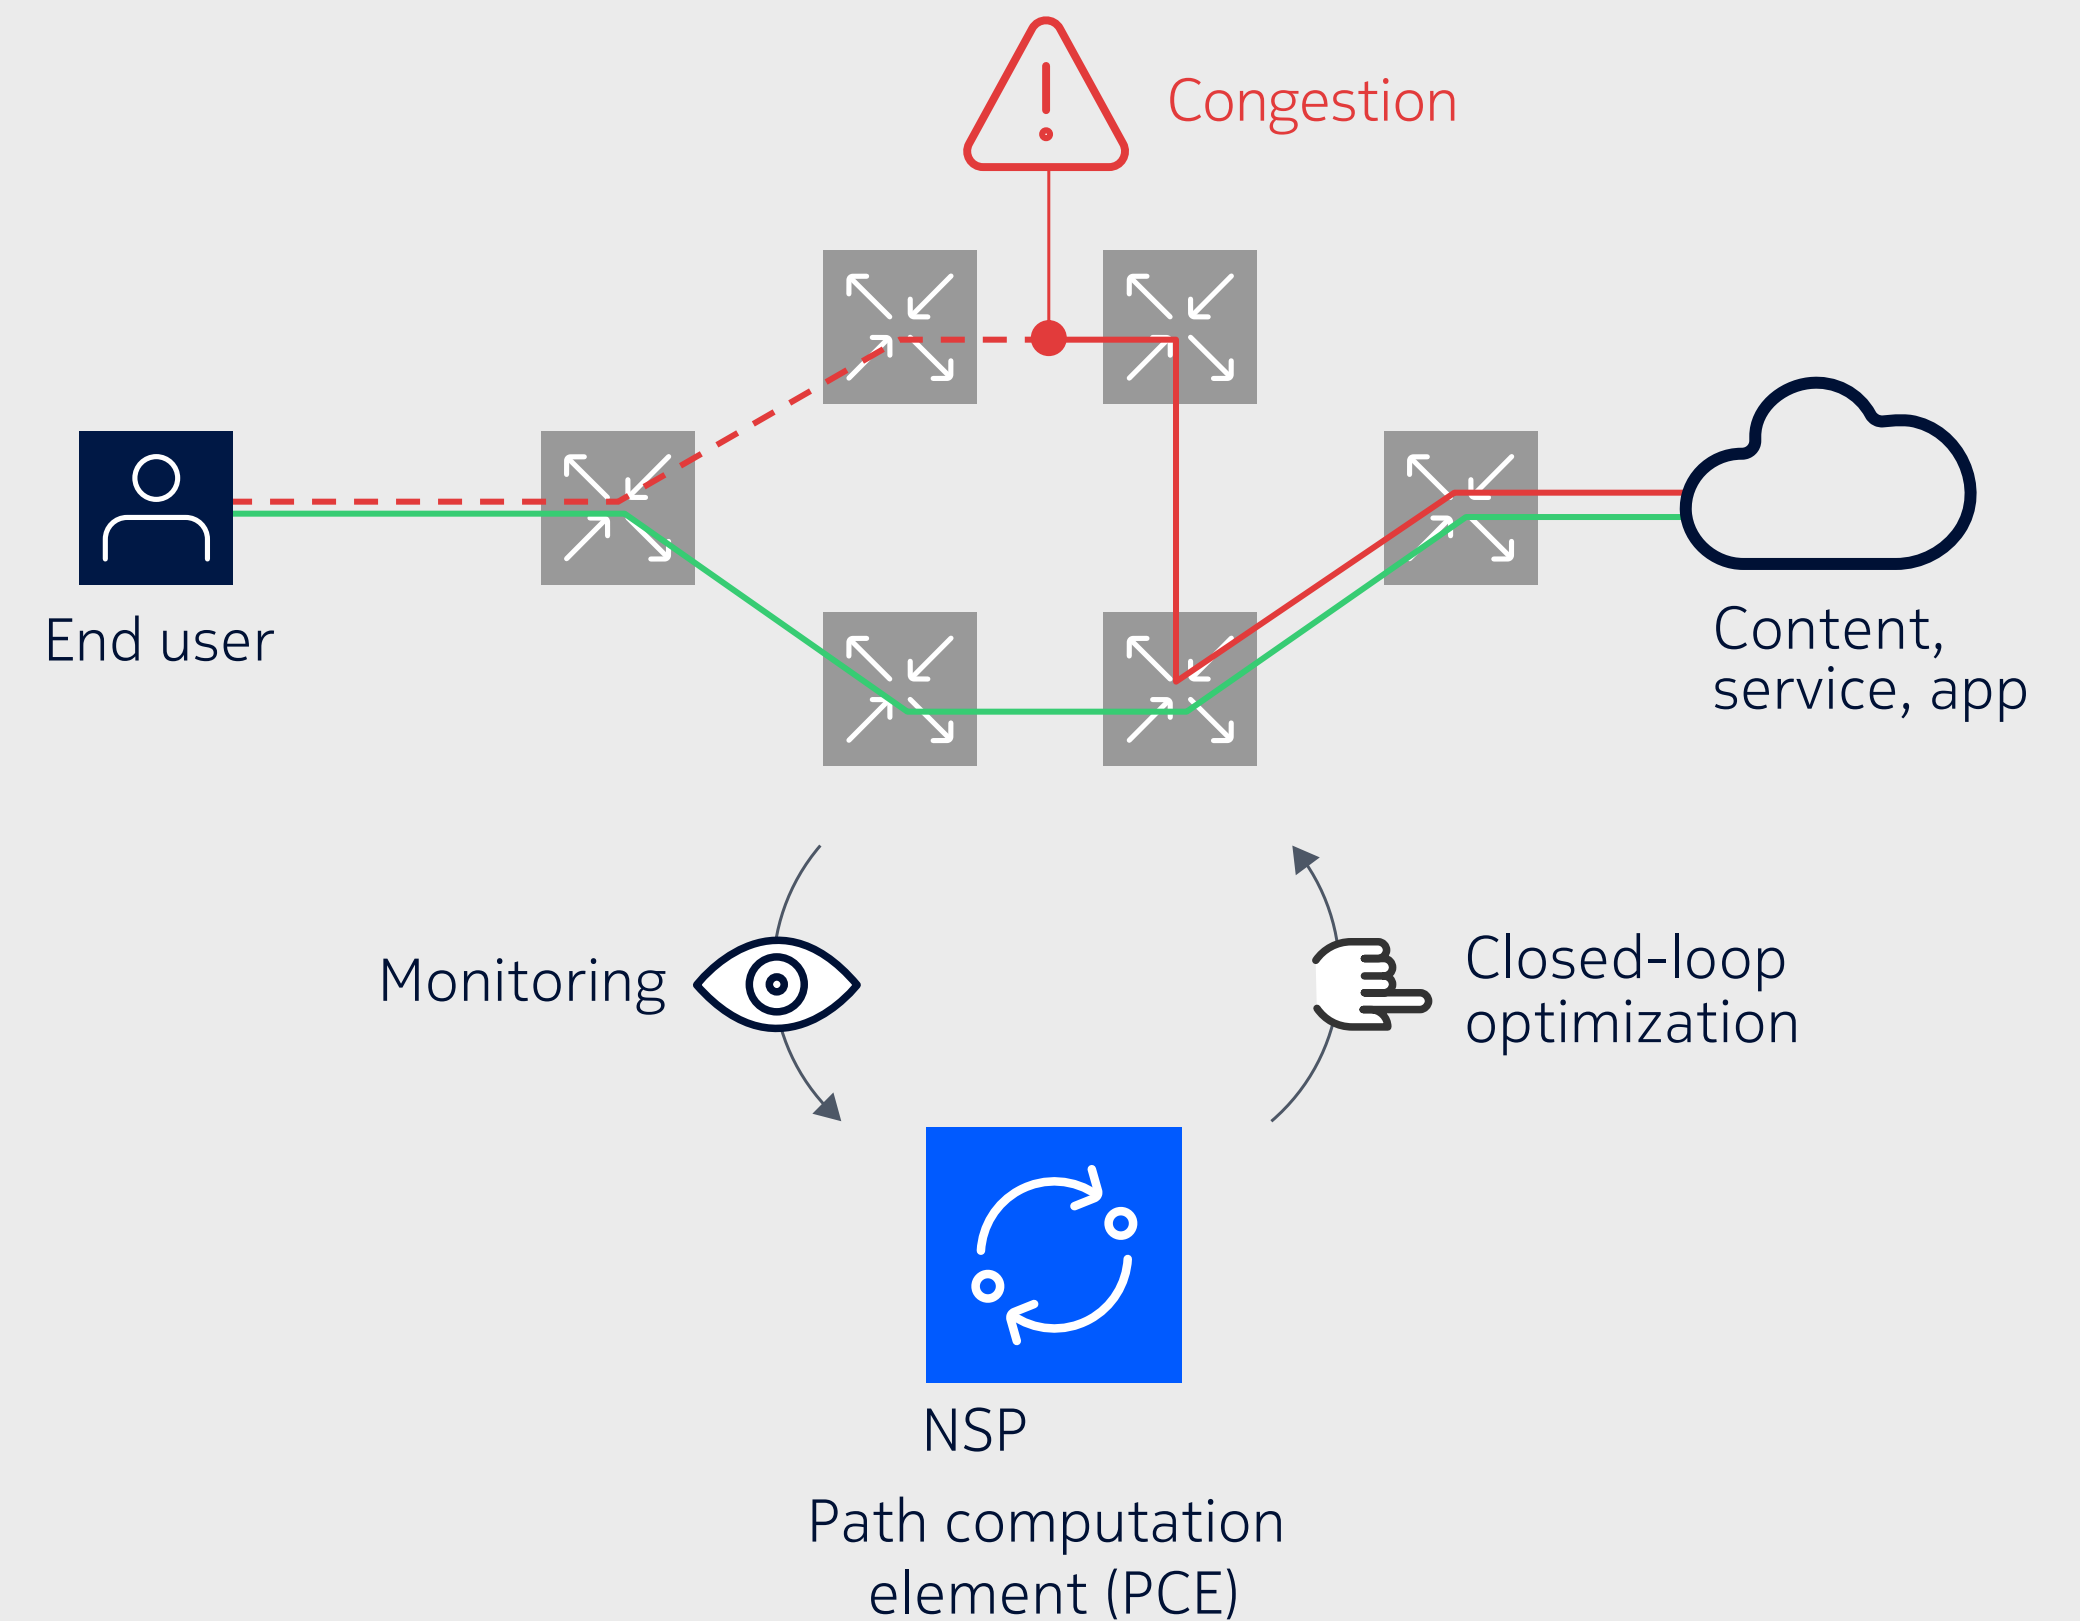 Congestion
End user
Content,
service, app
Monitoring
Closed-loop
optimization
NSP
Path computation
element (PCE)